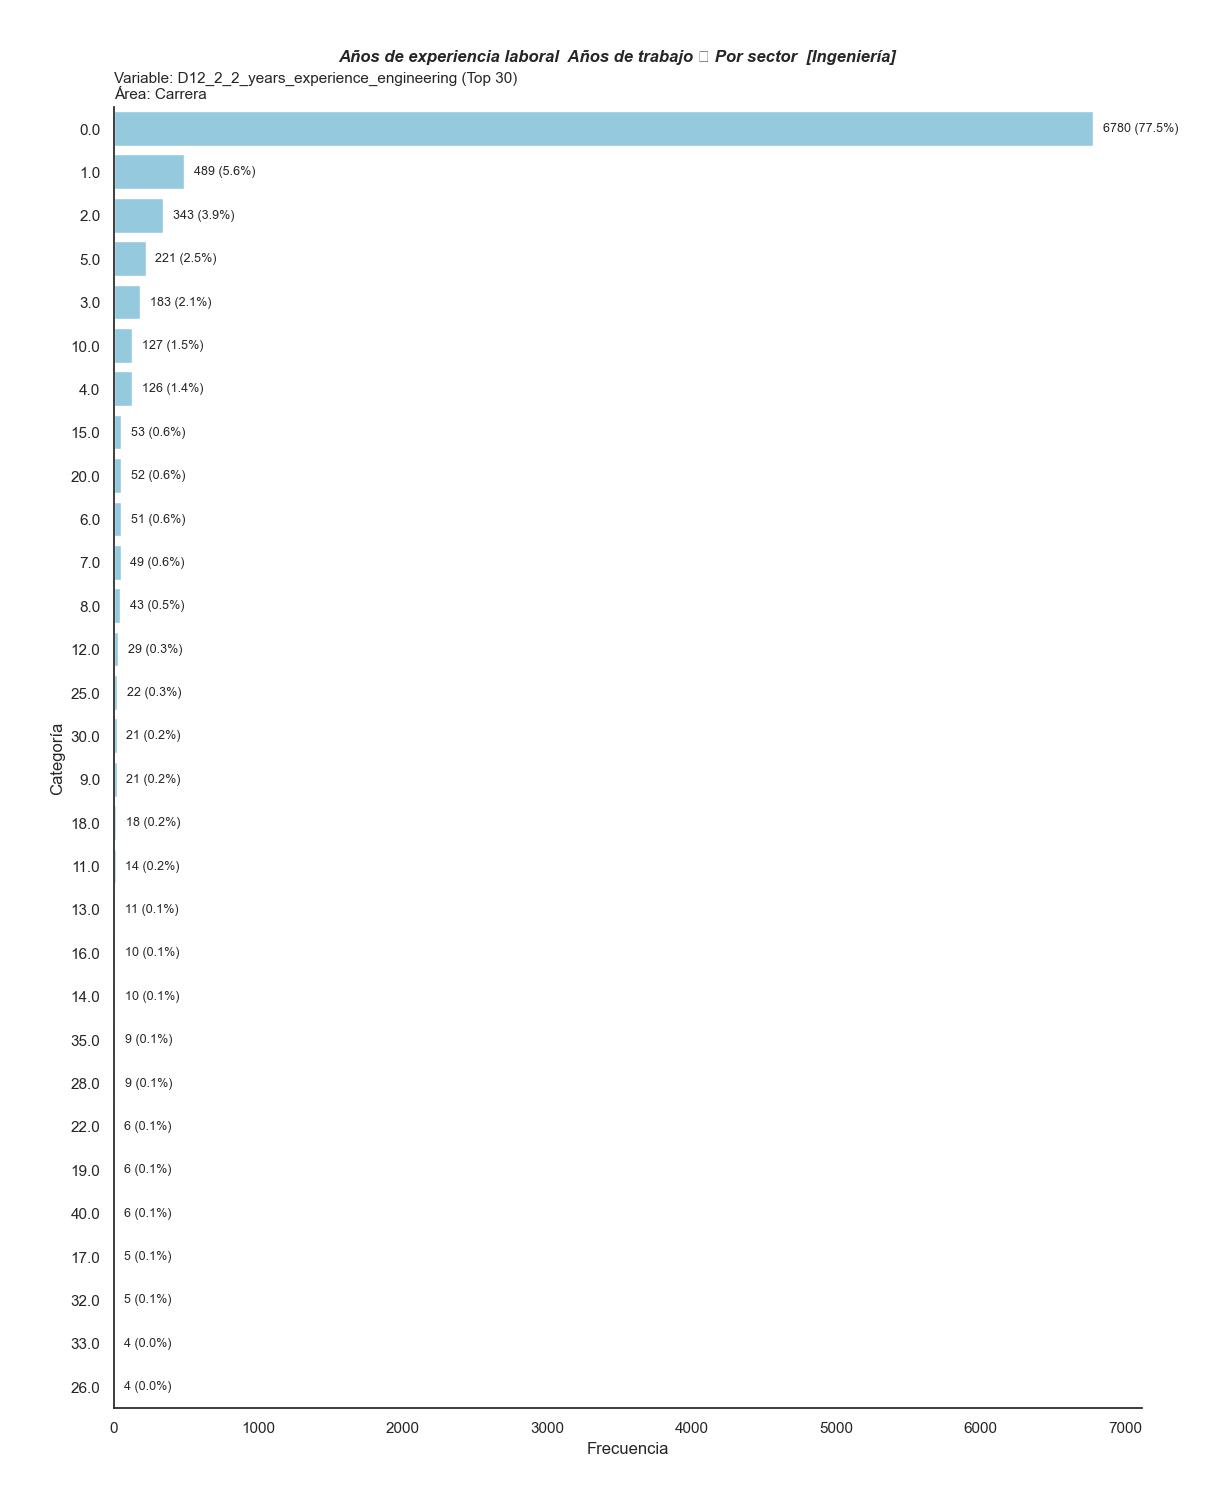 Años de experiencia laboral  Años de trabajo □ Por sector  [Ingeniería]
Variable: D12_2_2_years_experience_engineering (Top 30)
Área: Carrera
0.0 6780 (77.5%)
1.0 489 (5.6%)
2.0 343 (3.9%)
5.0 221 (2.5%)
3.0 183 (2.1%)
10.0 127 (1.5%)
4.0 126 (1.4%)
15.0 53 (0.6%)
20.0 52 (0.6%)
6.0 51 (0.6%)
7.0 49 (0.6%)
8.0 43 (0.5%)
12.0 29 (0.3%)
25.0 22 (0.3%)
30.0 21 (0.2%)
9.0 21 (0.2%)
18.0 18 (0.2%)
11.0 14 (0.2%)
13.0 11 (0.1%)
16.0 10 (0.1%)
14.0 10 (0.1%)
35.0 9 (0.1%)
28.0 9 (0.1%)
22.0 6 (0.1%)
19.0 6 (0.1%)
40.0 6 (0.1%)
17.0 5 (0.1%)
32.0 5 (0.1%)
33.0 4 (0.0%)
26.0 4 (0.0%)
Categoría
0 1000 2000 3000 4000 5000 6000 7000
Frecuencia